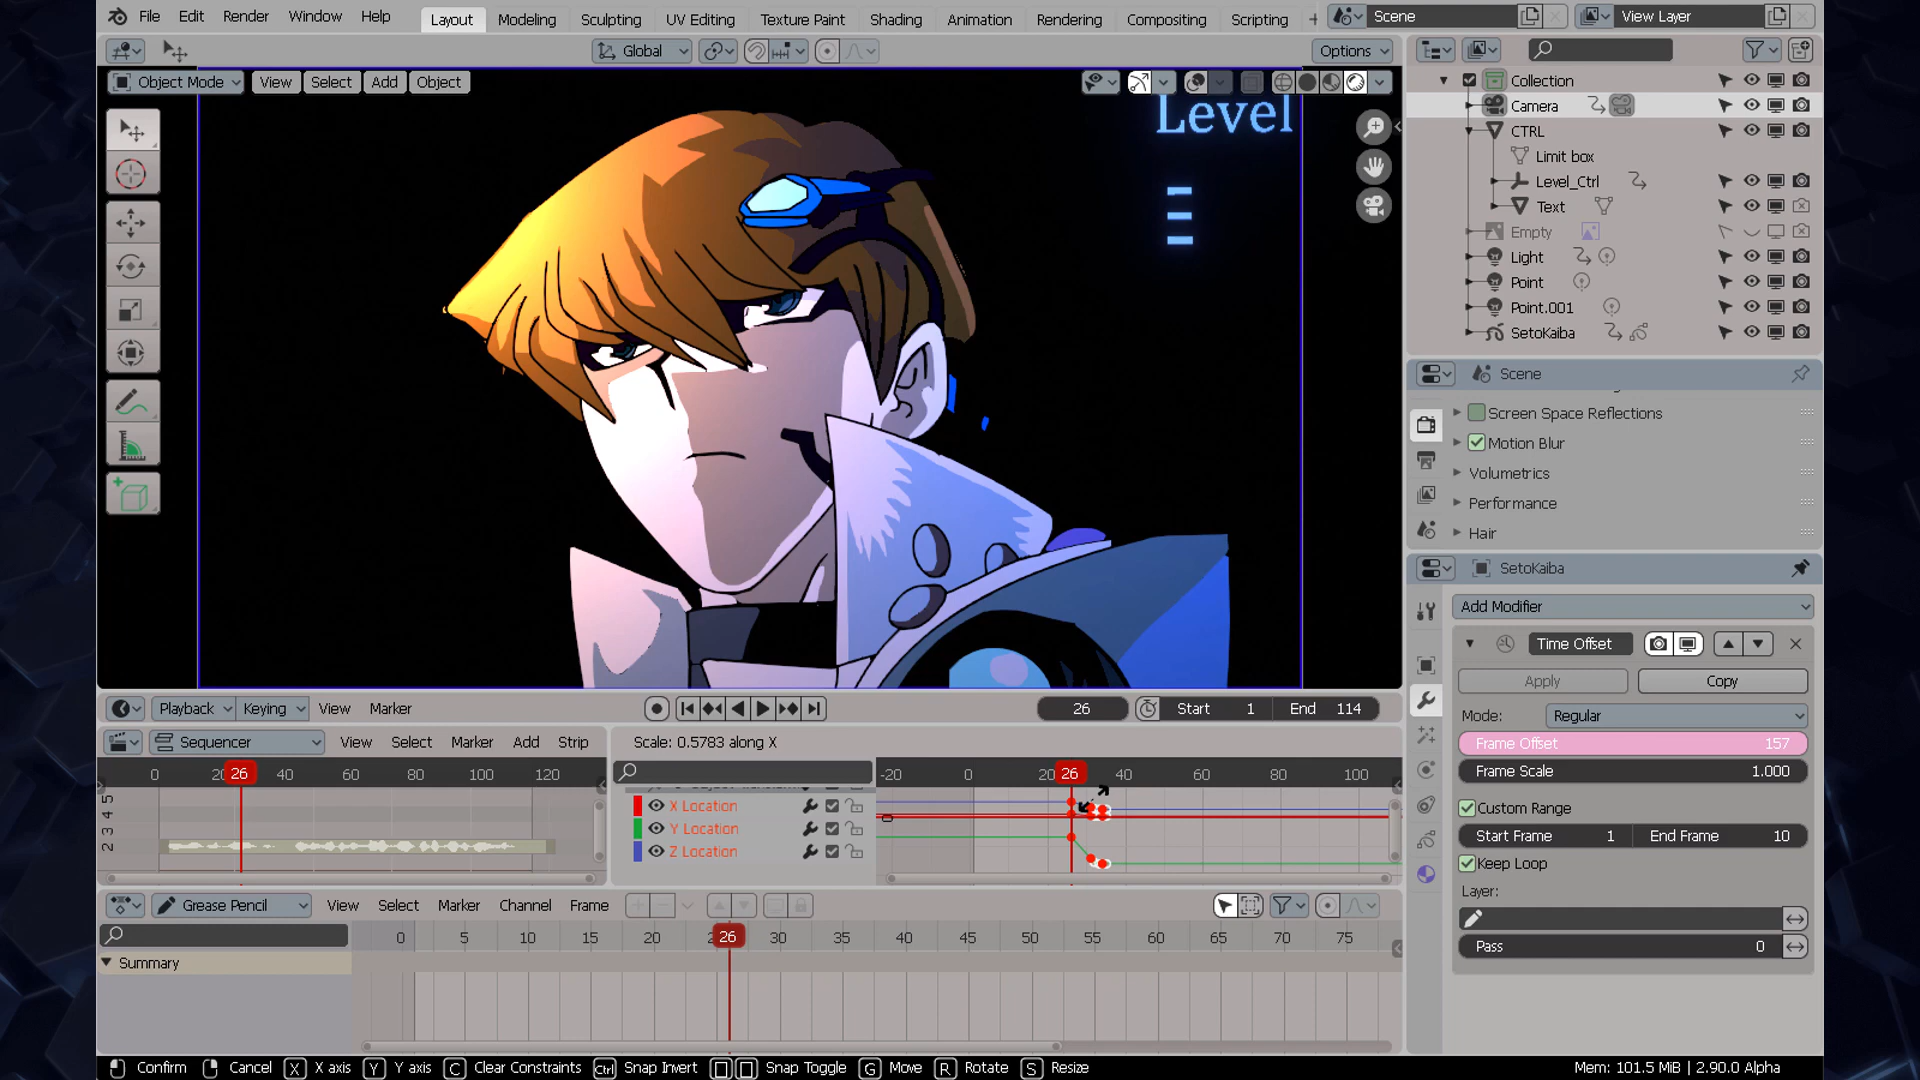 File Edit Render Window Help Layout Modeling Sculpting UV Editing Texture Paint Shading Animation Rendering Compositing Scripting + Scene View Layer
Global Options
Object Mode View Select Add Object
Level
Collection
Camera
CTRL
Limit box
Level_Ctrl
Text
Empty
Light
Point
Point.001
SetoKaiba
Scene
Screen Space Reflections
Motion Blur
Volumetrics
Performance
Hair
SetoKaiba
Add Modifier
Time Offset
Apply Copy
Mode: Regular
Frame Offset 157
Frame Scale 1.000
Custom Range
Start Frame 1 End Frame 10
Keep Loop
Layer:
Pass 0
Playback Keying View Marker 26 Start 1 End 114
Sequencer View Select Marker Add Strip Scale: 0.5783 along X
0 26 40 60 80 100 120 -20 0 20 26 40 60 80 100
5
4
3
2
X Location
Y Location
Z Location
Grease Pencil View Select Marker Channel Frame
0 5 10 15 20 26 30 35 40 45 50 55 60 65 70 75
Summary
Confirm Cancel X X axis Y Y axis C Clear Constraints Ctrl Snap Invert Snap Toggle G Move R Rotate S Resize Mem: 101.5 MiB | 2.90.0 Alpha